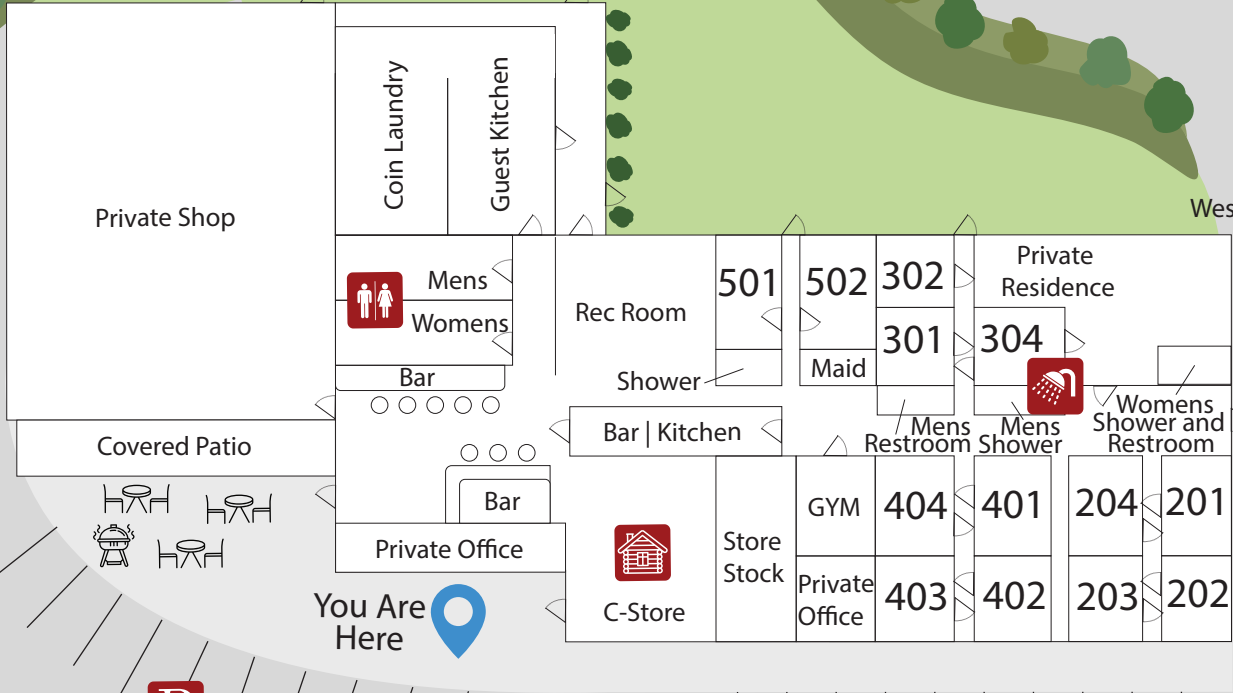 Coin Laundry
Guest Kitchen
Private Shop
Wes
Mens
Womens
Bar
Rec Room
501
502
302
Private
Residence
301
304
Shower
Maid
Covered Patio
Bar | Kitchen
Mens
Restroom
Mens
Shower
Womens
Shower and
Restroom
Bar
Private Office
Store
Stock
GYM
404
401
204
201
You Are
Here
C-Store
Private
Office
403
402
203
202